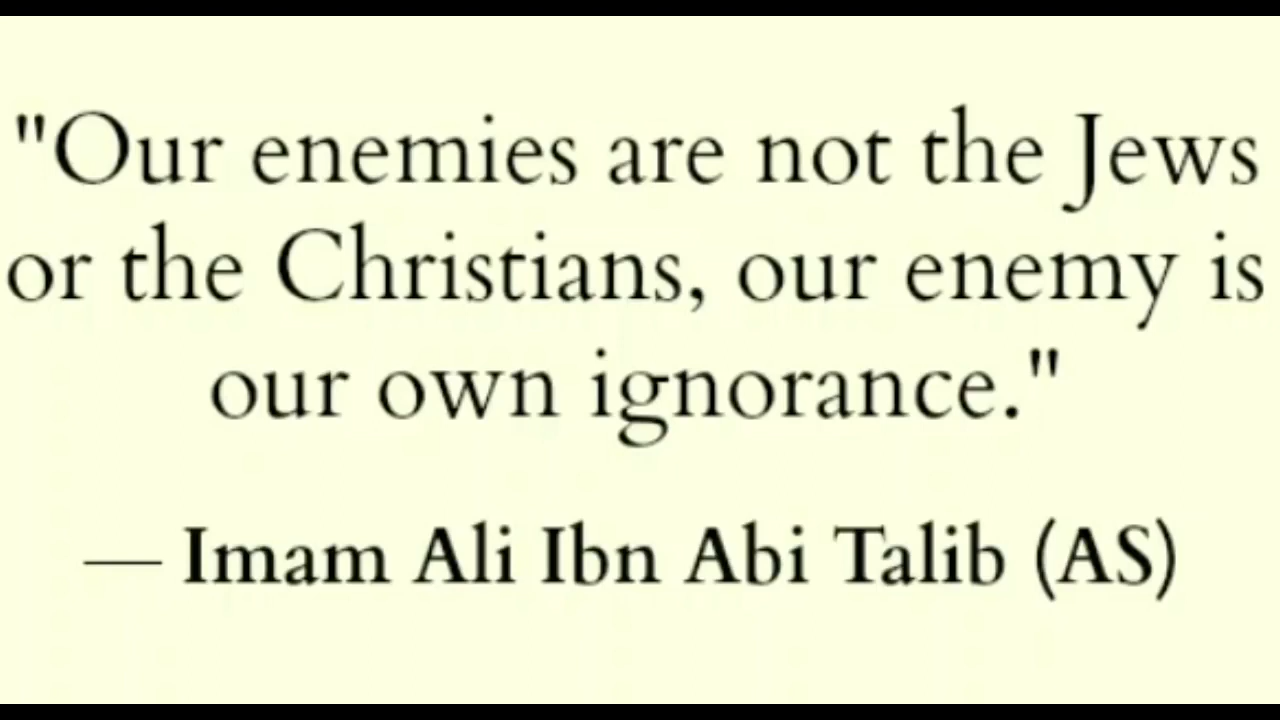 "Our enemies are not the Jews
or the Christians, our enemy is
our own ignorance."
— Imam Ali Ibn Abi Talib (AS)